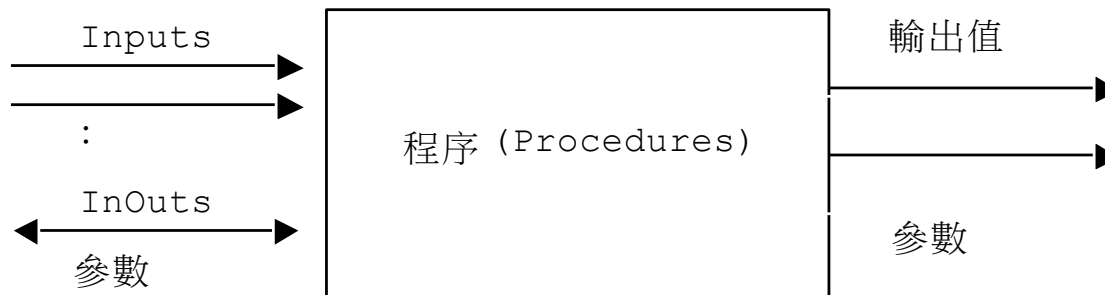 Inputs
:
InOuts
參數
程序 (Procedures)
輸出值
參數